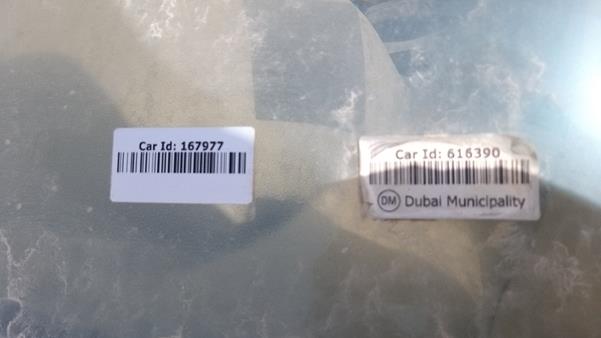 Car Id: 167977
Car Id: 616390
DM Dubai Municipality